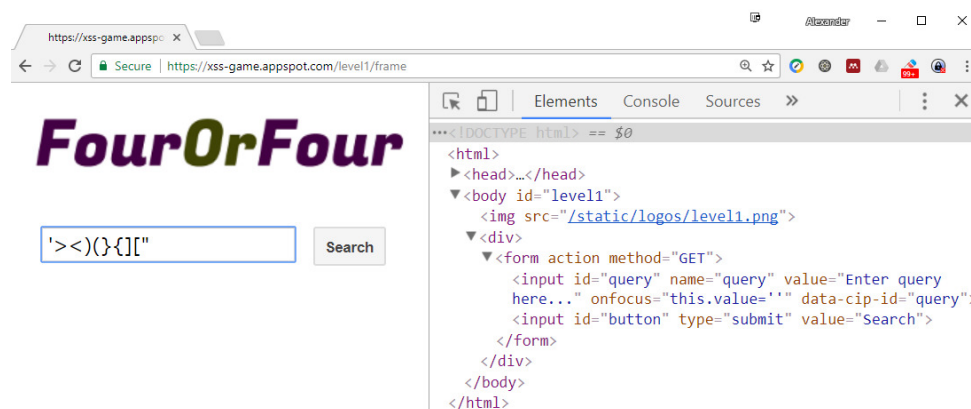 Alexander
https://xss-game.appspo
Secure | https://xss-game.appspot.com/level1/frame
99+
Elements Console Sources »
FourOrFour
'><)(}{]["
Search
•••<!DOCTYPE html> == $0
<html>
▶<head>…</head>
▼<body id="level1">
<img src="/static/logos/level1.png">
▼<div>
▼<form action method="GET">
<input id="query" name="query" value="Enter query
here..." onfocus="this.value=''" data-cip-id="query">
<input id="button" type="submit" value="Search">
</form>
</div>
</body>
</html>